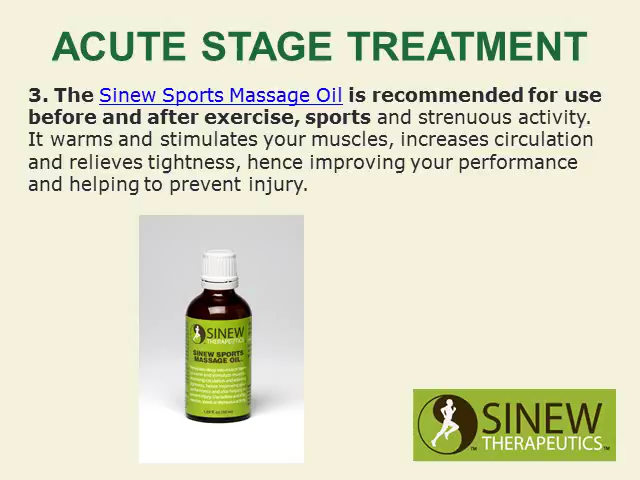 ACUTE STAGE TREATMENT
3. The Sinew Sports Massage Oil is recommended for use
before and after exercise, sports and strenuous activity.
It warms and stimulates your muscles, increases circulation
and relieves tightness, hence improving your performance
and helping to prevent injury.
SINEW
THERAPEUTICS
SINEW SPORTS
MASSAGE OIL
SINEW
THERAPEUTICS™